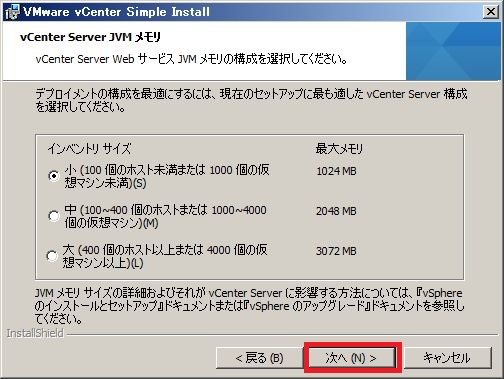 VMware vCenter Simple Install
vCenter Server JVM メモリ
vCenter Server Web サービス JVM メモリの構成を選択してください。
デプロイメントの構成を最適にするには、現在のセットアップに最も適した vCenter Server 構成
を選択してください。
インベントリ サイズ 最大メモリ
小 (100 個のホスト未満または 1000 個の仮 1024 MB
想マシン未満)(S)
中 (100~400 個のホストまたは 1000~4000 2048 MB
個の仮想マシン)(M)
大 (400 個のホスト以上または 4000 個の仮 3072 MB
想マシン以上)(L)
JVM メモリ サイズの詳細およびそれが vCenter Server に影響する方法については、『vSphere
のインストールとセットアップ』ドキュメントまたは『vSphere のアップグレード』ドキュメントを参照し
てください。
InstallShield
< 戻る (B) 次へ (N) > キャンセル